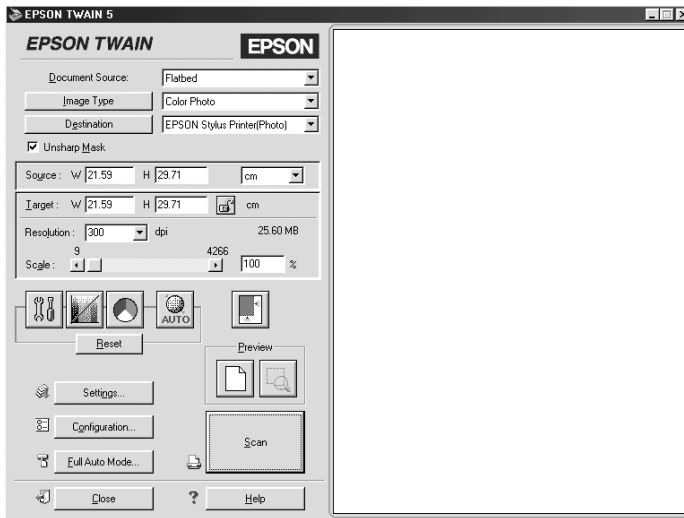 EPSON TWAIN 5
EPSON TWAIN EPSON
Document Source: Flatbed
Image Type Color Photo
Destination EPSON Stylus Printer(Photo)
Unsharp Mask
Source: W 21.59 H 29.71 cm
Target: W 21.59 H 29.71 cm
Resolution: 300 dpi 25.60 MB
9 4266
Scale: 100 %
AUTO
Reset
Preview
Settings...
Configuration...
Scan
Full Auto Mode...
Close ? Help